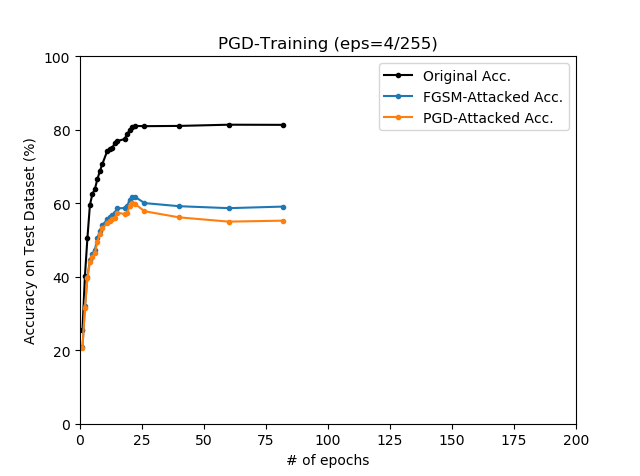 PGD-Training (eps=4/255)
Original Acc.
FGSM-Attacked Acc.
PGD-Attacked Acc.
Accuracy on Test Dataset (%)
100
80
60
40
20
0
0 25 50 75 100 125 150 175 200
# of epochs